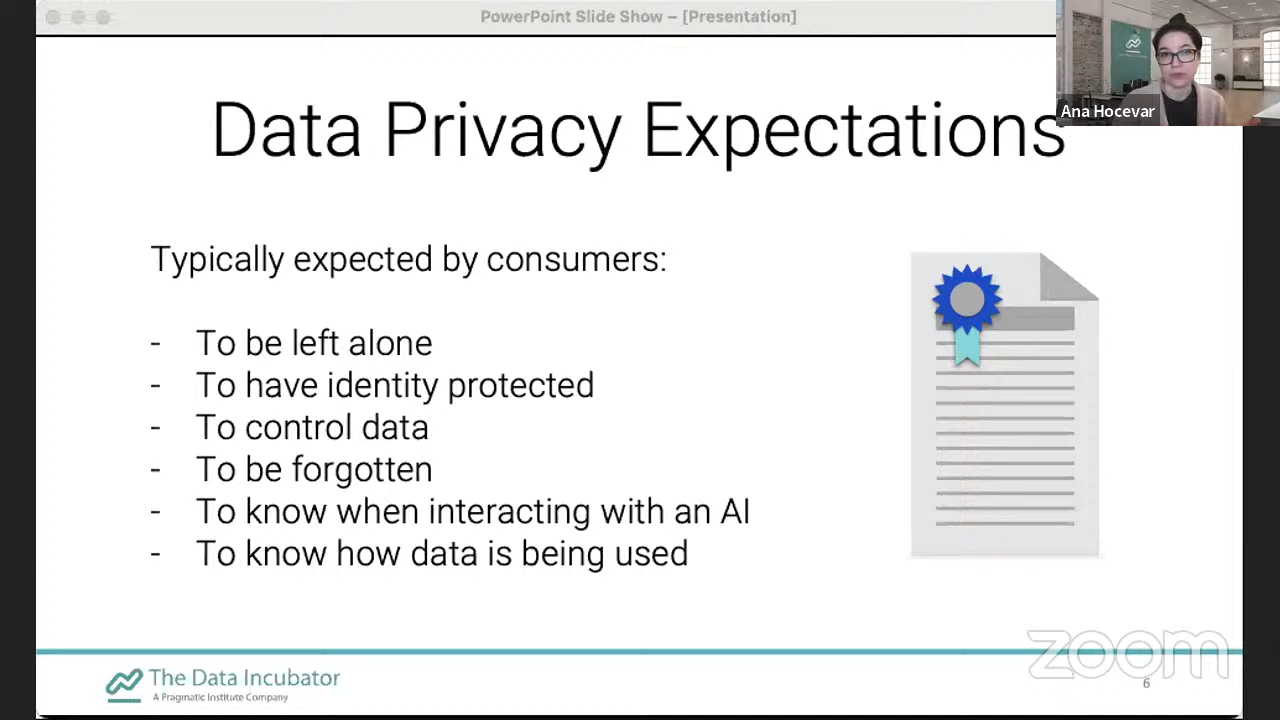 PowerPoint Slide Show – [Presentation]
Ana Hocevar
Data Privacy Expectations
Typically expected by consumers:
- To be left alone
- To have identity protected
- To control data
- To be forgotten
- To know when interacting with an AI
- To know how data is being used
zoom
The Data Incubator
A Pragmatic Institute Company
6